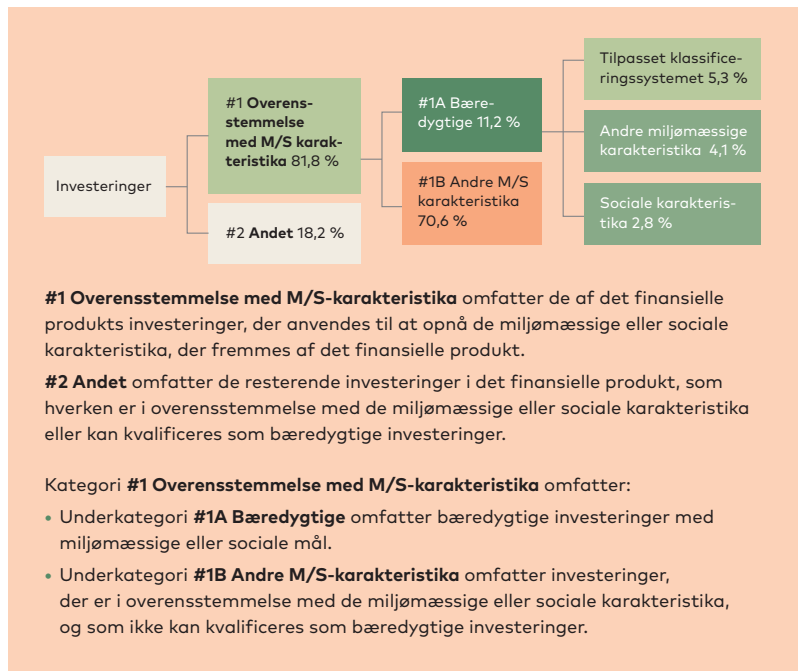 Investeringer
#1 Overens-
stemmelse
med M/S karak-
teristika 81,8 %
#2 Andet 18,2 %
#1A Bære-
dygtige 11,2 %
#1B Andre M/S
karakteristika
70,6 %
Tilpasset klassifice-
ringssystemet 5,3 %
Andre miljømæssige
karakteristika 4,1 %
Sociale karakteris-
tika 2,8 %
#1 Overensstemmelse med M/S-karakteristika omfatter de af det finansielle
produkts investeringer, der anvendes til at opnå de miljømæssige eller sociale
karakteristika, der fremmes af det finansielle produkt.
#2 Andet omfatter de resterende investeringer i det finansielle produkt, som
hverken er i overensstemmelse med de miljømæssige eller sociale karakteristika
eller kan kvalificeres som bæredygtige investeringer.
Kategori #1 Overensstemmelse med M/S-karakteristika omfatter:
• Underkategori #1A Bæredygtige omfatter bæredygtige investeringer med
miljømæssige eller sociale mål.
• Underkategori #1B Andre M/S-karakteristika omfatter investeringer,
der er i overensstemmelse med de miljømæssige eller sociale karakteristika,
og som ikke kan kvalificeres som bæredygtige investeringer.